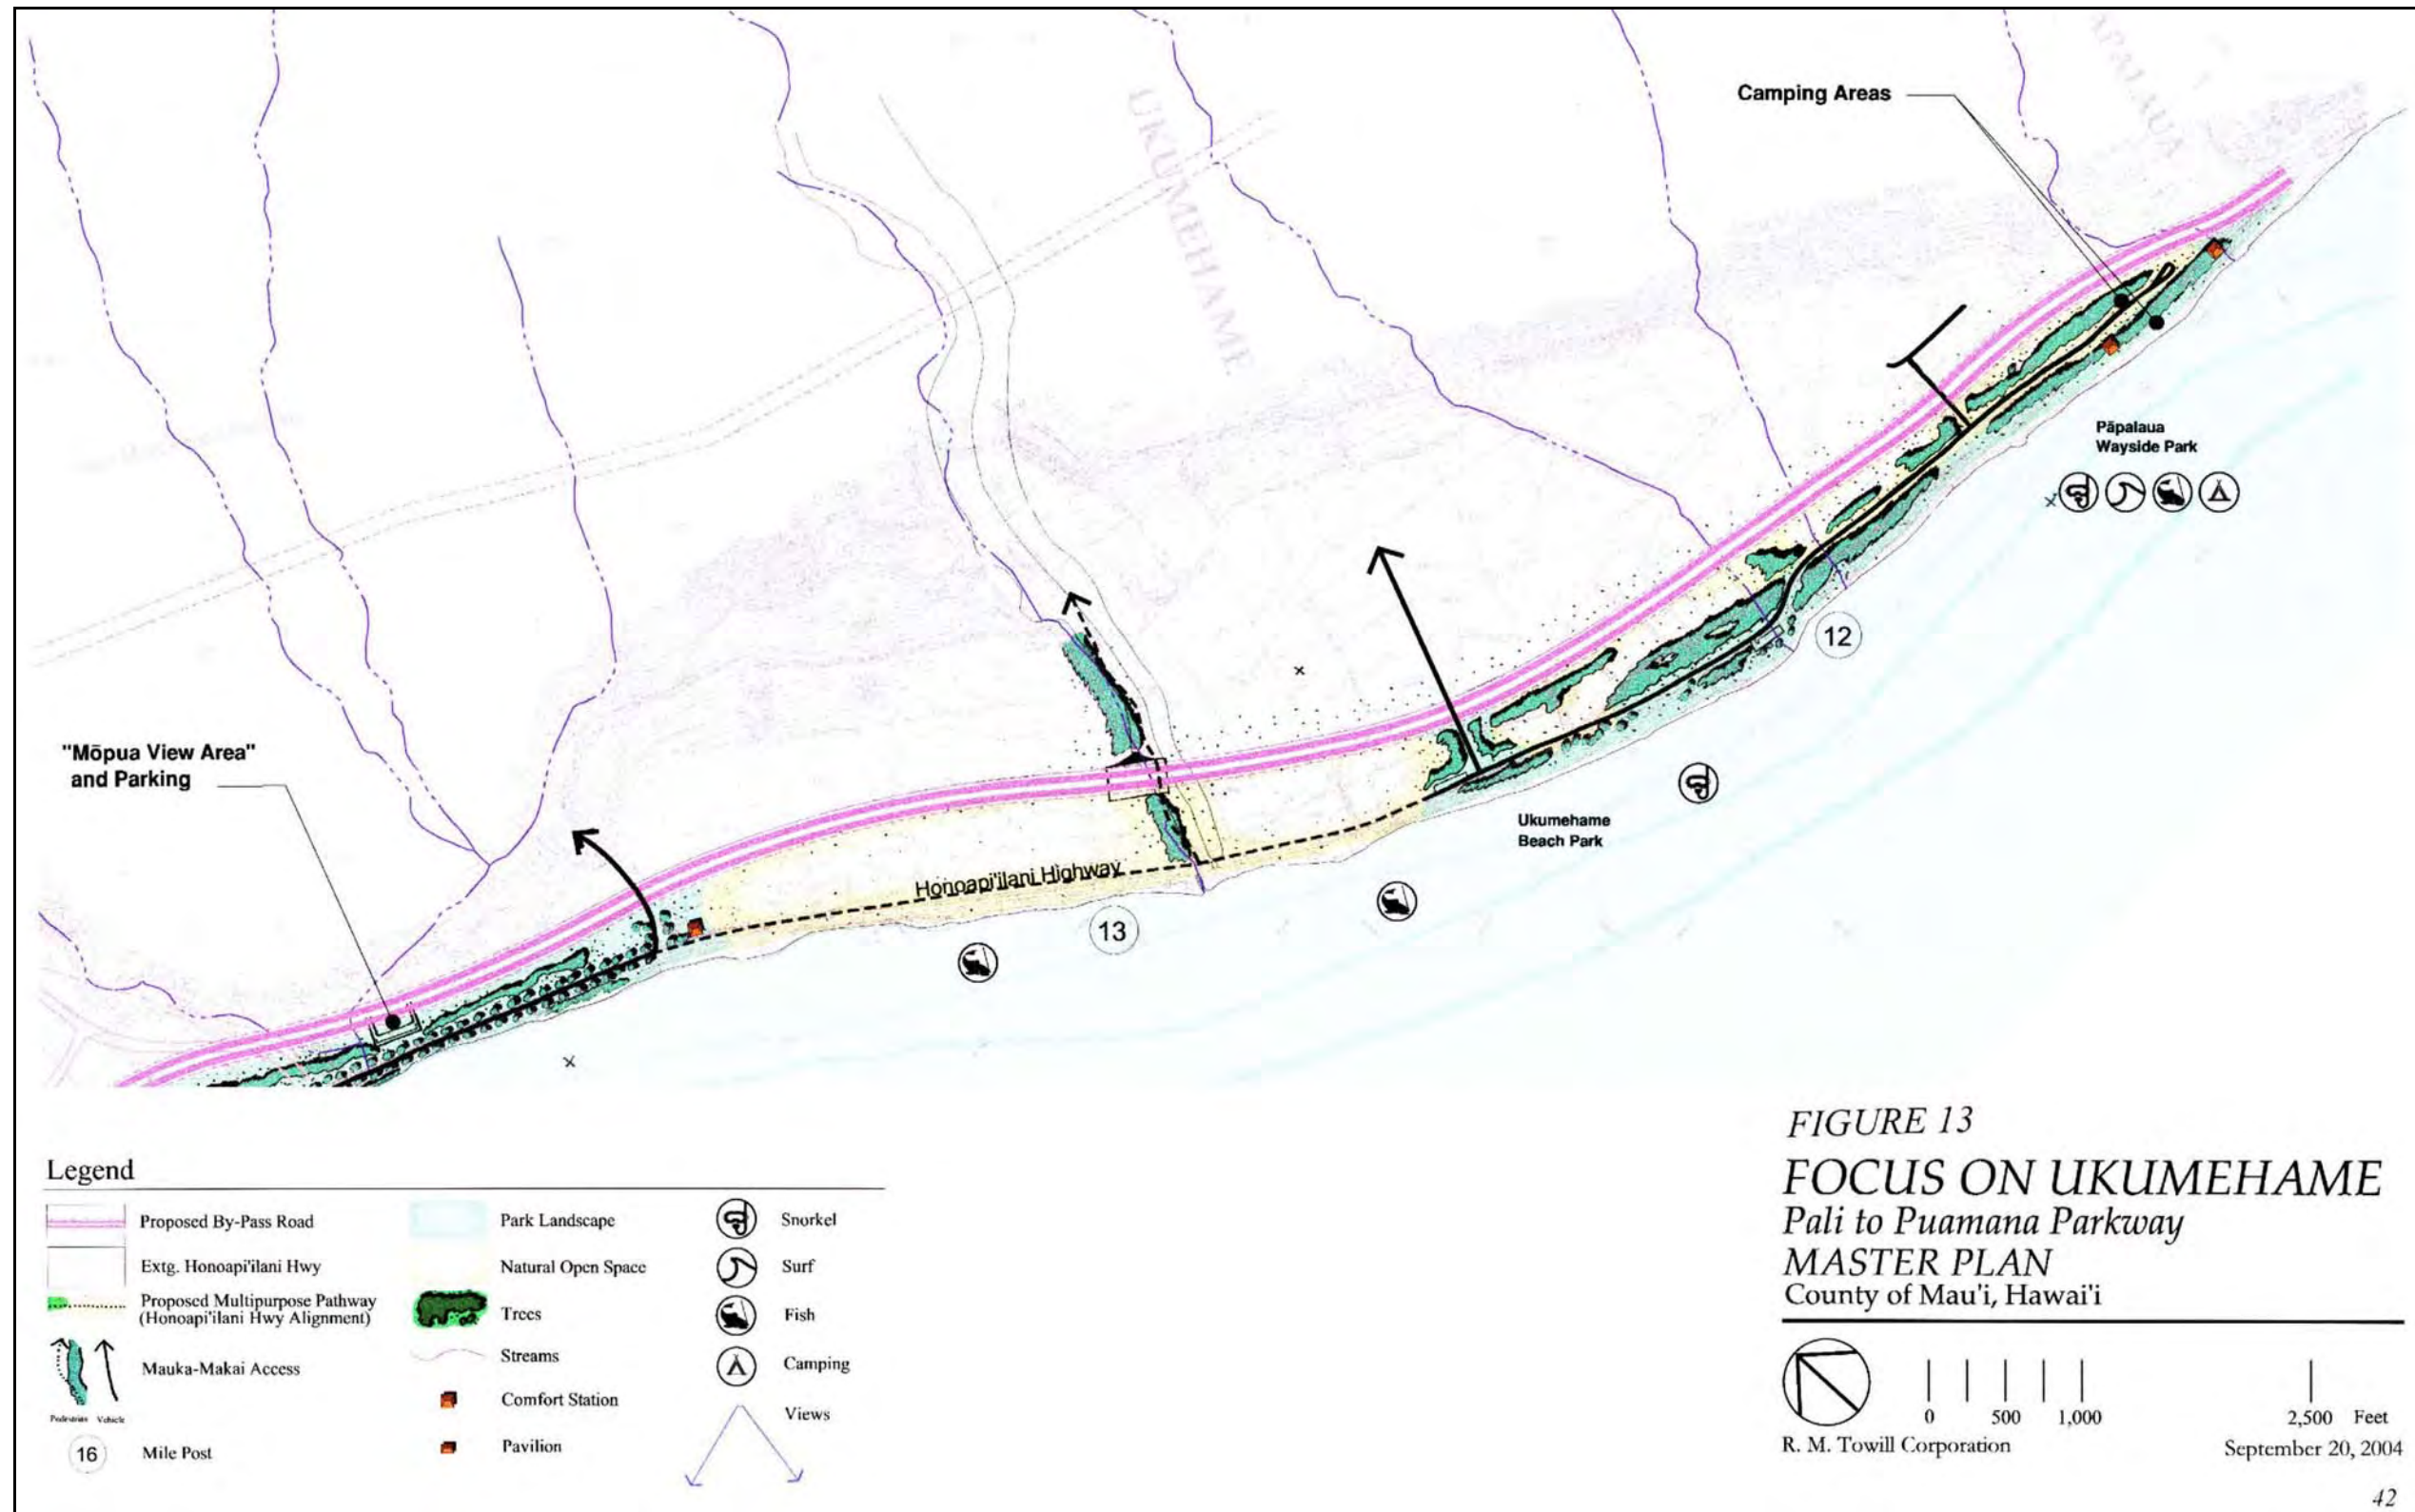 Camping Areas
UKUMEHAME
Pāpalaua
Wayside Park
12
"Mōpua View Area"
and Parking
Ukumehame
Beach Park
Honoapi'ilani Highway
13
Legend
Proposed By-Pass Road
Extg. Honoapi'ilani Hwy
Proposed Multipurpose Pathway
(Honoapi'ilani Hwy Alignment)
Mauka-Makai Access
Pedestrian Vehicle
16 Mile Post
Park Landscape
Natural Open Space
Trees
Streams
Comfort Station
Pavilion
Snorkel
Surf
Fish
Camping
Views
FIGURE 13
FOCUS ON UKUMEHAME
Pali to Puamana Parkway
MASTER PLAN
County of Mau'i, Hawai'i
0 500 1,000 2,500 Feet
R. M. Towill Corporation
September 20, 2004
42